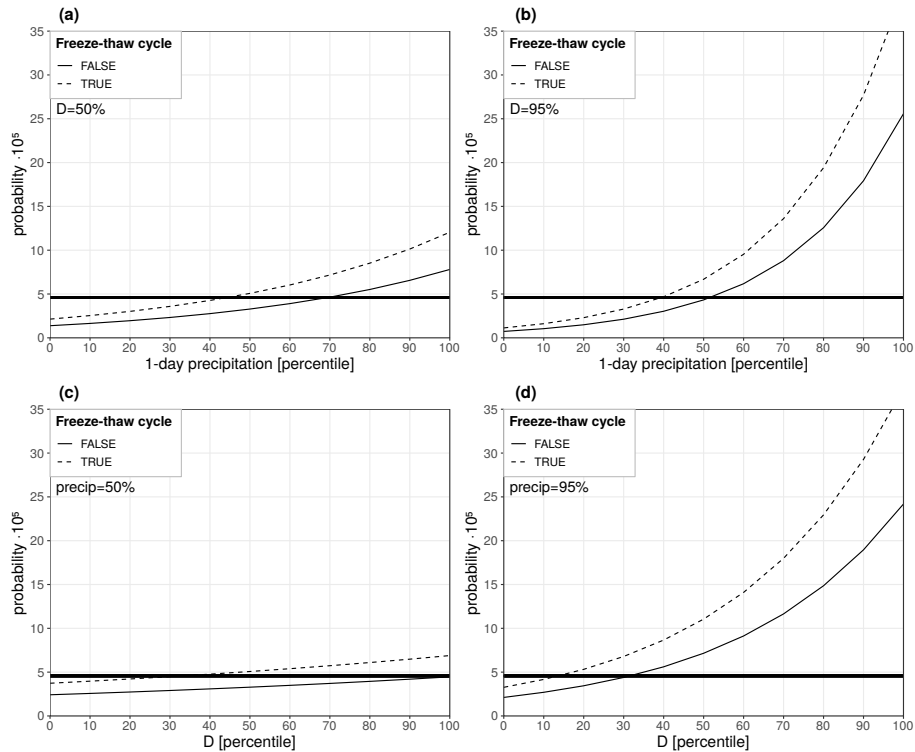 (a)
Freeze-thaw cycle
FALSE
TRUE
D=50%
probability ·10⁵
35
30
25
20
15
10
5
0
0 10 20 30 40 50 60 70 80 90 100
1-day precipitation [percentile]
(b)
Freeze-thaw cycle
FALSE
TRUE
D=95%
probability ·10⁵
35
30
25
20
15
10
5
0
0 10 20 30 40 50 60 70 80 90 100
1-day precipitation [percentile]
(c)
Freeze-thaw cycle
FALSE
TRUE
precip=50%
probability ·10⁵
35
30
25
20
15
10
5
0
0 10 20 30 40 50 60 70 80 90 100
D [percentile]
(d)
Freeze-thaw cycle
FALSE
TRUE
precip=95%
probability ·10⁵
35
30
25
20
15
10
5
0
0 10 20 30 40 50 60 70 80 90 100
D [percentile]